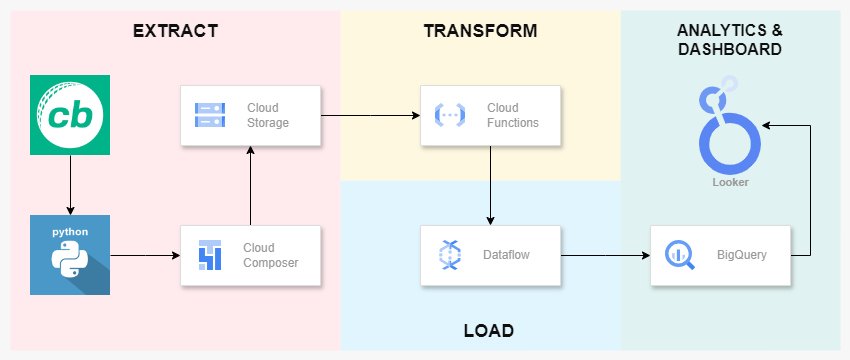 EXTRACT
TRANSFORM
ANALYTICS &
DASHBOARD
cb
Cloud
Storage
Cloud
Functions
Looker
python
Cloud
Composer
Dataflow
BigQuery
LOAD